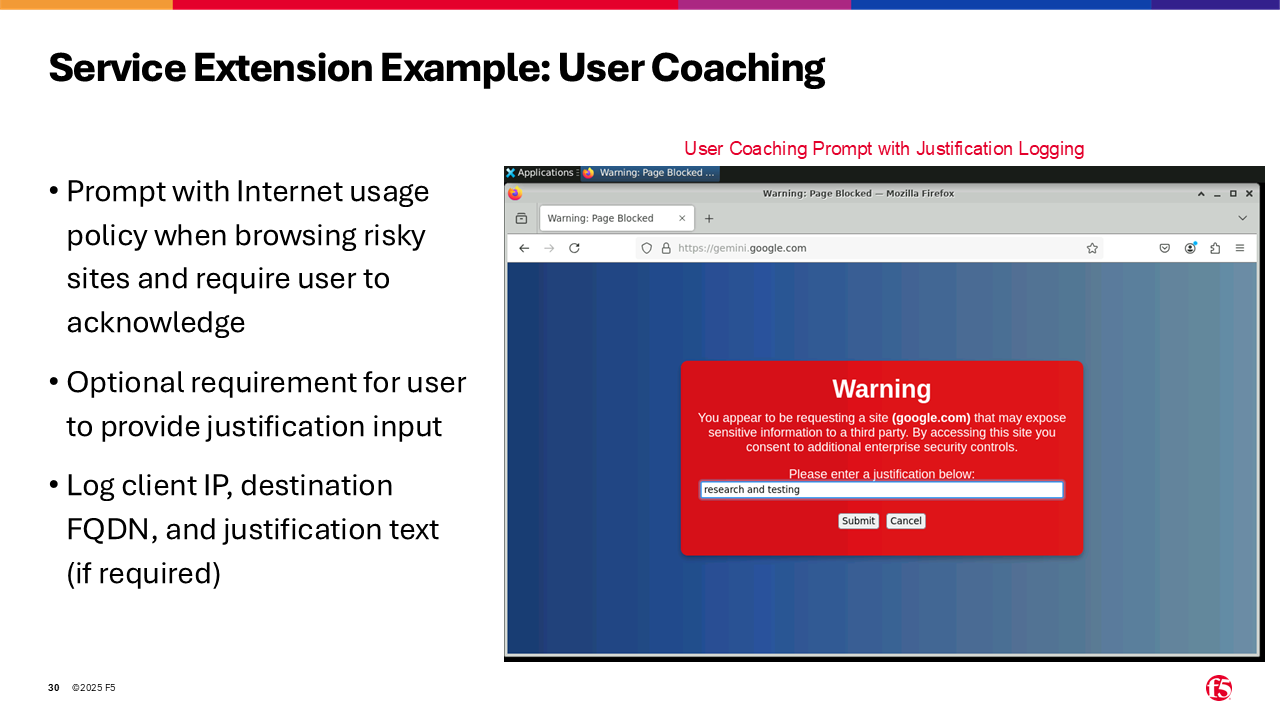 Service Extension Example: User Coaching
User Coaching Prompt with Justification Logging
• Prompt with Internet usage
policy when browsing risky
sites and require user to
acknowledge
• Optional requirement for user
to provide justification input
• Log client IP, destination
FQDN, and justification text
(if required)
Applications
Warning: Page Blocked ...
Warning: Page Blocked — Mozilla Firefox
Warning: Page Blocked
https://gemini.google.com
Warning
You appear to be requesting a site (google.com) that may expose
sensitive information to a third party. By accessing this site you
consent to additional enterprise security controls.
Please enter a justification below:
research and testing
Submit Cancel
30 ©2025 F5
f5